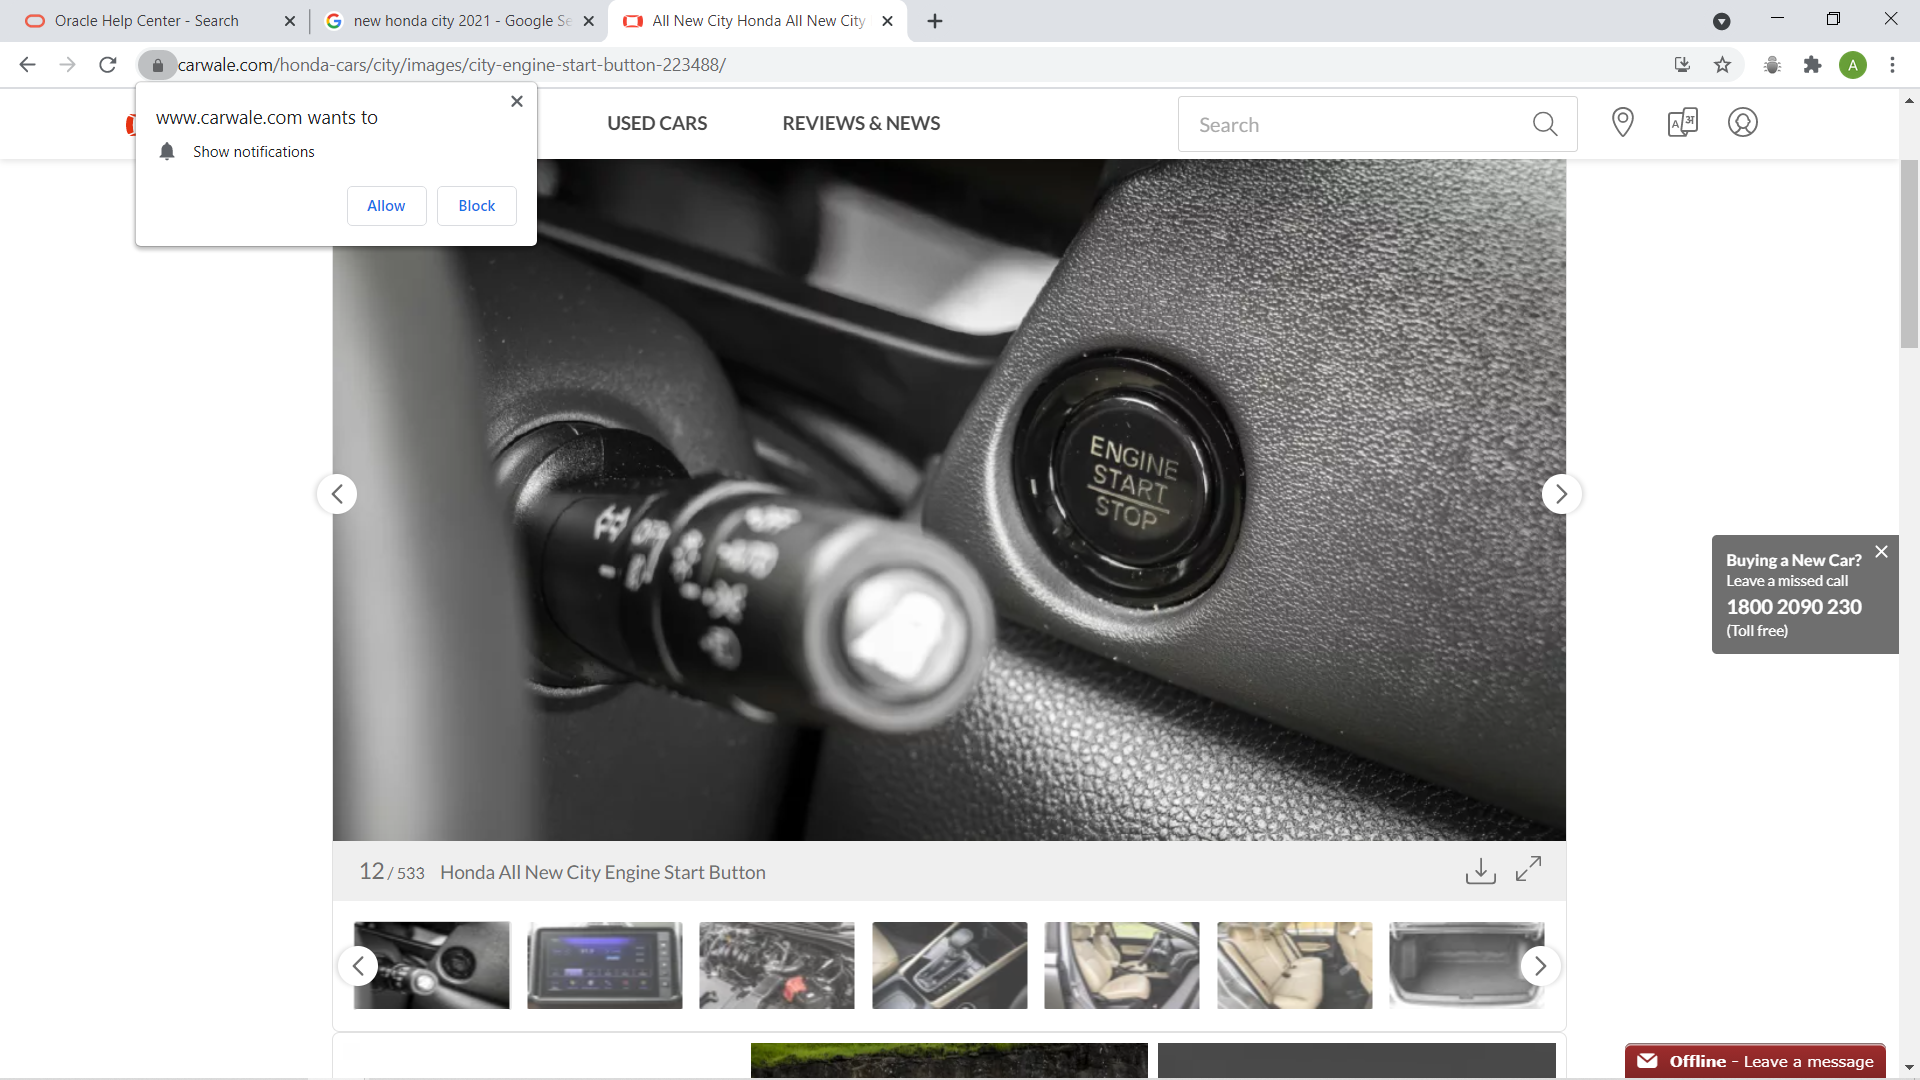 Oracle Help Center - Search
new honda city 2021 - Google Se
All New City Honda All New City
carwale.com/honda-cars/city/images/city-engine-start-button-223488/
A
www.carwale.com wants to
Show notifications
Allow
Block
USED CARS
REVIEWS & NEWS
Search
ENGINE
START
STOP
Buying a New Car?
Leave a missed call
1800 2090 230
(Toll free)
12 / 533 Honda All New City Engine Start Button
Offline - Leave a message